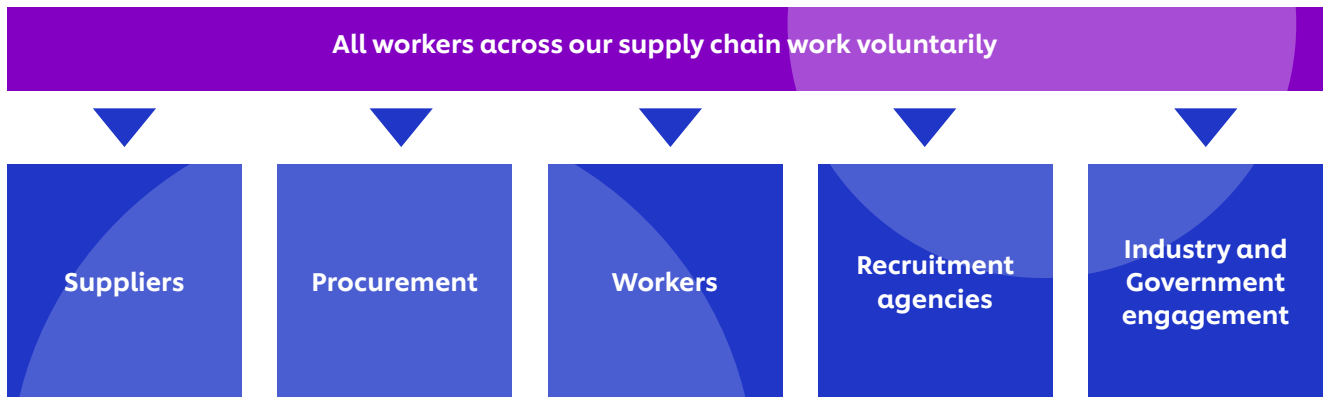 All workers across our supply chain work voluntarily
Suppliers
Procurement
Workers
Recruitment
agencies
Industry and
Government
engagement